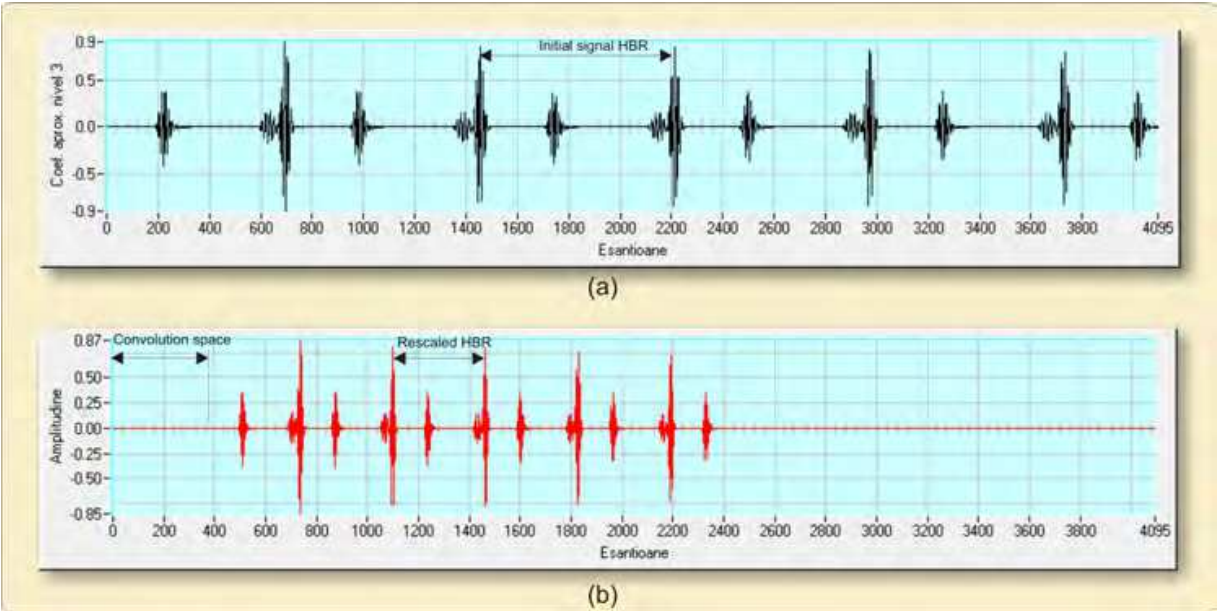 Initial signal HBR
0.9
0.5
0.0
-0.5
-0.9
Coef. aprox. nivel 3
0 200 400 600 800 1000 1200 1400 1600 1800 2000 2200 2400 2600 2800 3000 3200 3400 3600 3800 4095
Esantioane
(a)
Convolution space
Rescaled HBR
0.87
0.50
0.25
0.00
-0.25
-0.50
-0.85
Amplitudine
0 200 400 600 800 1000 1200 1400 1600 1800 2000 2200 2400 2600 2800 3000 3200 3400 3600 3800 4095
Esantioane
(b)